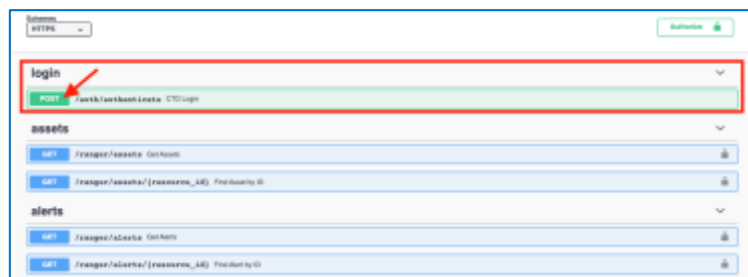 Schemes
HTTPS
Authorize
login
POST /auth/authenticate CTD Login
assets
GET /ranger/assets Get Assets
GET /ranger/assets/{resource_id} Find Asset by ID
alerts
GET /ranger/alerts Get Alerts
GET /ranger/alerts/{resource_id} Find Alert by ID